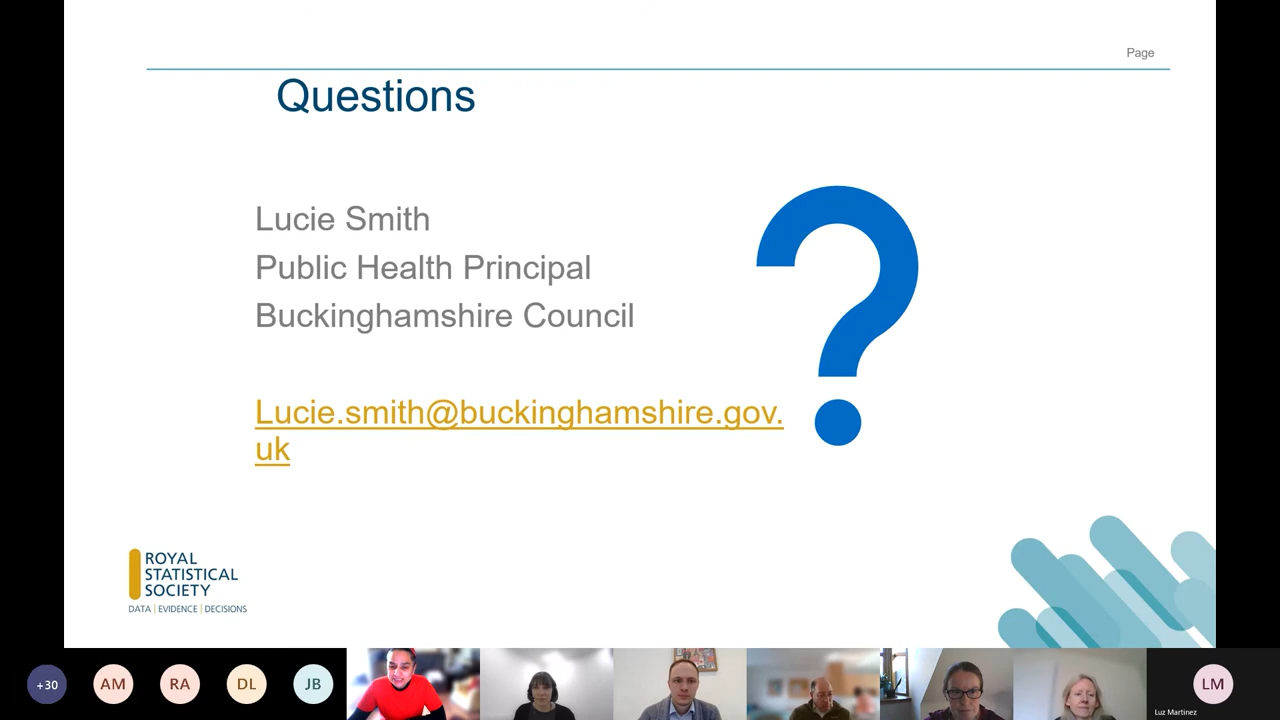 Page
Questions
Lucie Smith
Public Health Principal
Buckinghamshire Council
Lucie.smith@buckinghamshire.gov.
uk
ROYAL
STATISTICAL
SOCIETY
DATA | EVIDENCE | DECISIONS
+30
AM
RA
DL
JB
LM
Luz Martinez